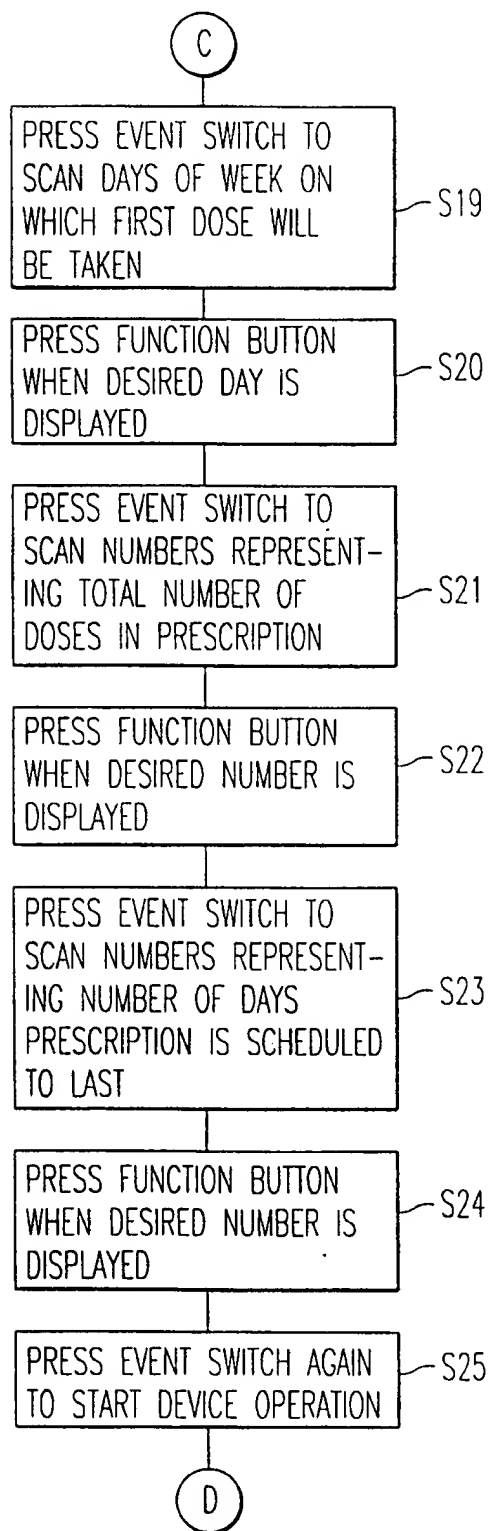 C
PRESS EVENT SWITCH TO
SCAN DAYS OF WEEK ON
WHICH FIRST DOSE WILL
BE TAKEN
S19
PRESS FUNCTION BUTTON
WHEN DESIRED DAY IS
DISPLAYED
S20
PRESS EVENT SWITCH TO
SCAN NUMBERS REPRESENT-
ING TOTAL NUMBER OF
DOSES IN PRESCRIPTION
S21
PRESS FUNCTION BUTTON
WHEN DESIRED NUMBER IS
DISPLAYED
S22
PRESS EVENT SWITCH TO
SCAN NUMBERS REPRESENT-
ING NUMBER OF DAYS
PRESCRIPTION IS SCHEDULED
TO LAST
S23
PRESS FUNCTION BUTTON
WHEN DESIRED NUMBER IS
DISPLAYED
S24
PRESS EVENT SWITCH AGAIN
TO START DEVICE OPERATION
S25
D